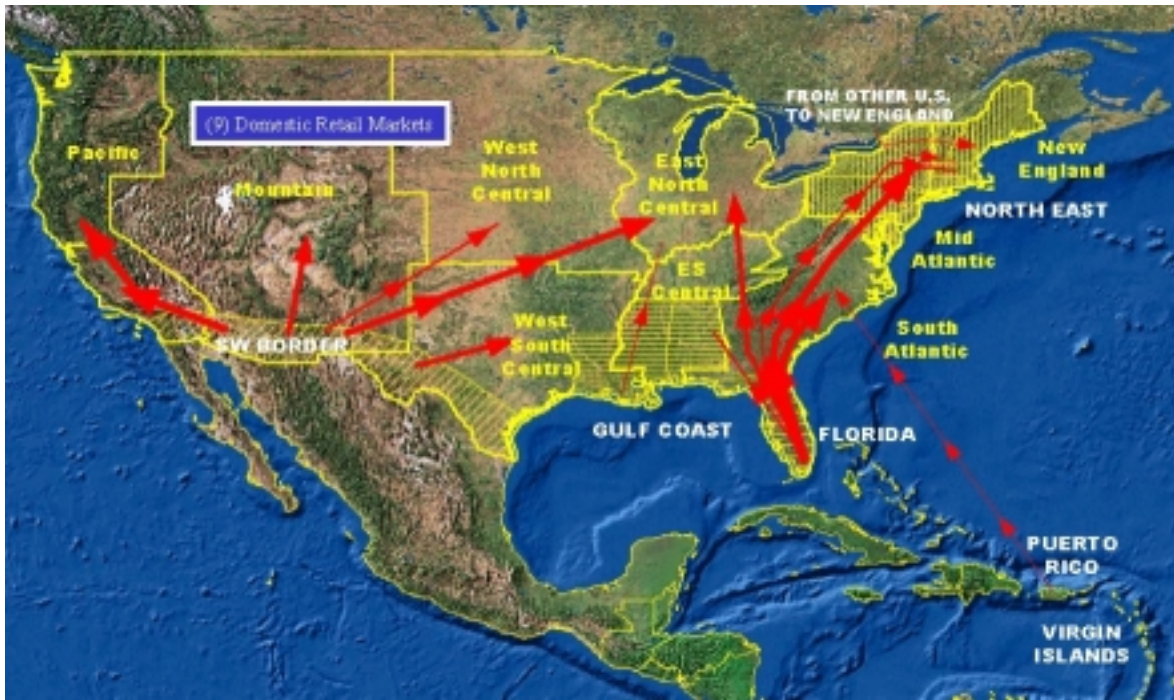 (9) Domestic Retail Markets
FROM OTHER U.S.
TO NEW ENGLAND
Pacific
Mountain
West
North
Central
East
North
Central
New
England
NORTH EAST
Mid
Atlantic
ES
Central
SW BORDER
West
South
Central
South
Atlantic
GULF COAST
FLORIDA
PUERTO
RICO
VIRGIN
ISLANDS